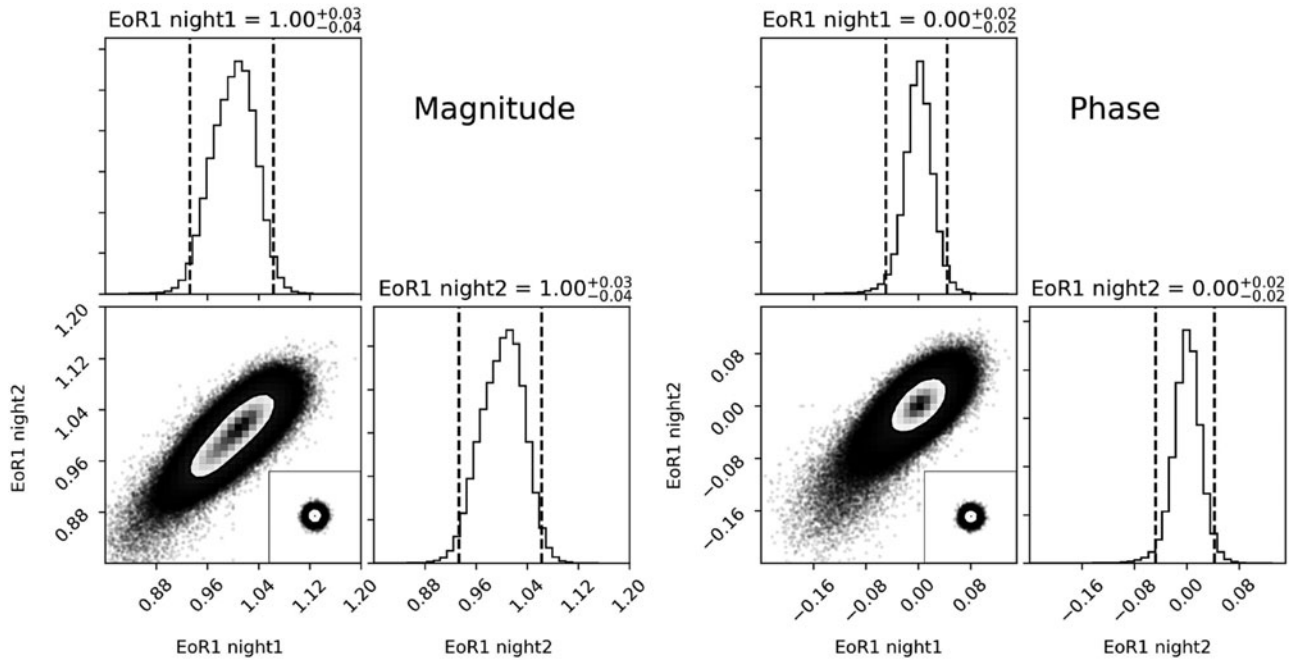 EoR1 night1 = 1.00 +0.03 −0.04
EoR1 night1 = 0.00 +0.02 −0.02
Magnitude
Phase
EoR1 night2 = 1.00 +0.03 −0.04
EoR1 night2 = 0.00 +0.02 −0.02
1.20
1.12
1.04
0.96
0.88
EoR1 night2
0.08
0.00
−0.08
−0.16
EoR1 night2
0.88 0.96 1.04 1.12 1.20
0.88 0.96 1.04 1.12 1.20
−0.16 −0.08 0.00 0.08
−0.16 −0.08 0.00 0.08
EoR1 night1
EoR1 night2
EoR1 night1
EoR1 night2